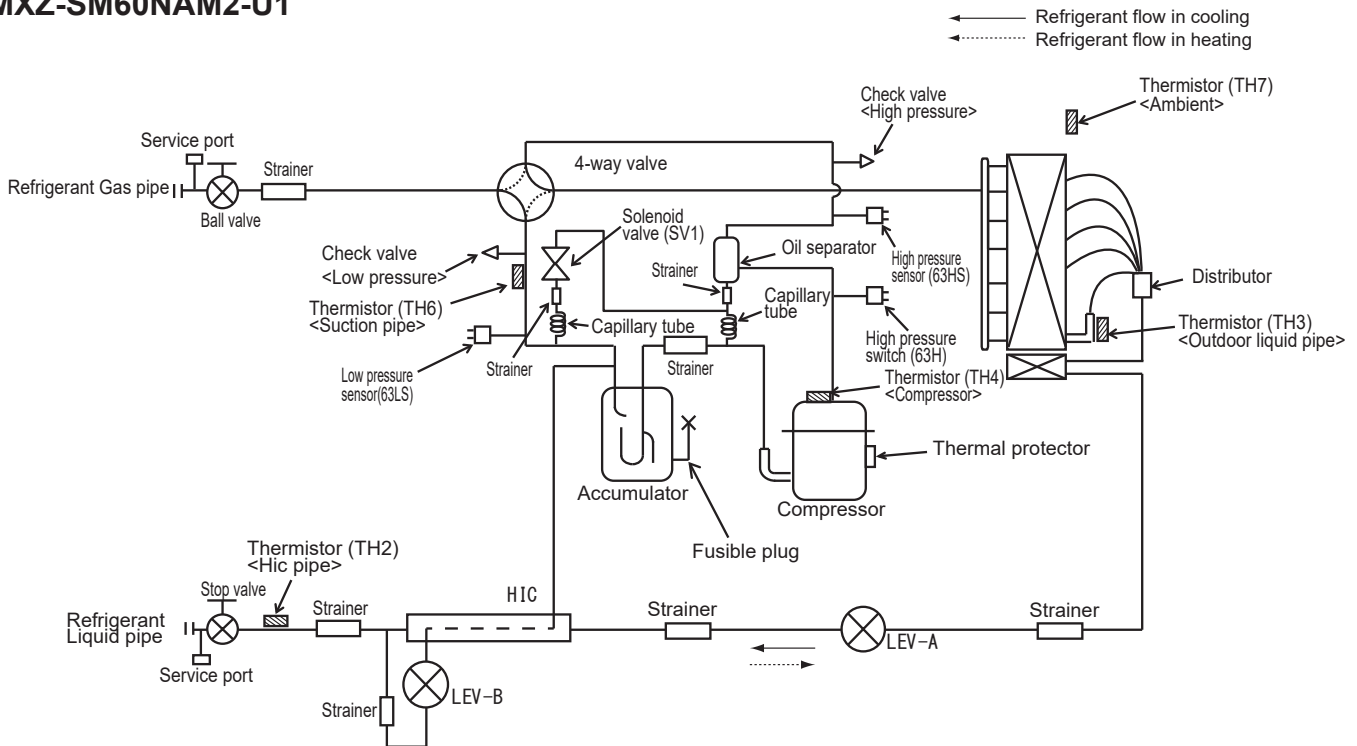 MXZ-SM60NAM2-U1
Refrigerant flow in cooling
Refrigerant flow in heating
Thermistor (TH7)
<Ambient>
Check valve
<High pressure>
Service port
Strainer
4-way valve
Refrigerant Gas pipe
Ball valve
Solenoid
valve (SV1)
Oil separator
Check valve
<Low pressure>
High pressure
sensor (63HS)
Strainer
Distributor
Thermistor (TH6)
<Suction pipe>
Capillary
tube
Capillary tube
Thermistor (TH3)
<Outdoor liquid pipe>
High pressure
switch (63H)
Strainer
Strainer
Low pressure
sensor(63LS)
Thermistor (TH4)
<Compressor>
Thermal protector
Accumulator
Compressor
Fusible plug
Thermistor (TH2)
<Hic pipe>
Stop valve
HIC
Strainer
Strainer
Strainer
Refrigerant
Liquid pipe
LEV-A
Service port
LEV-B
Strainer